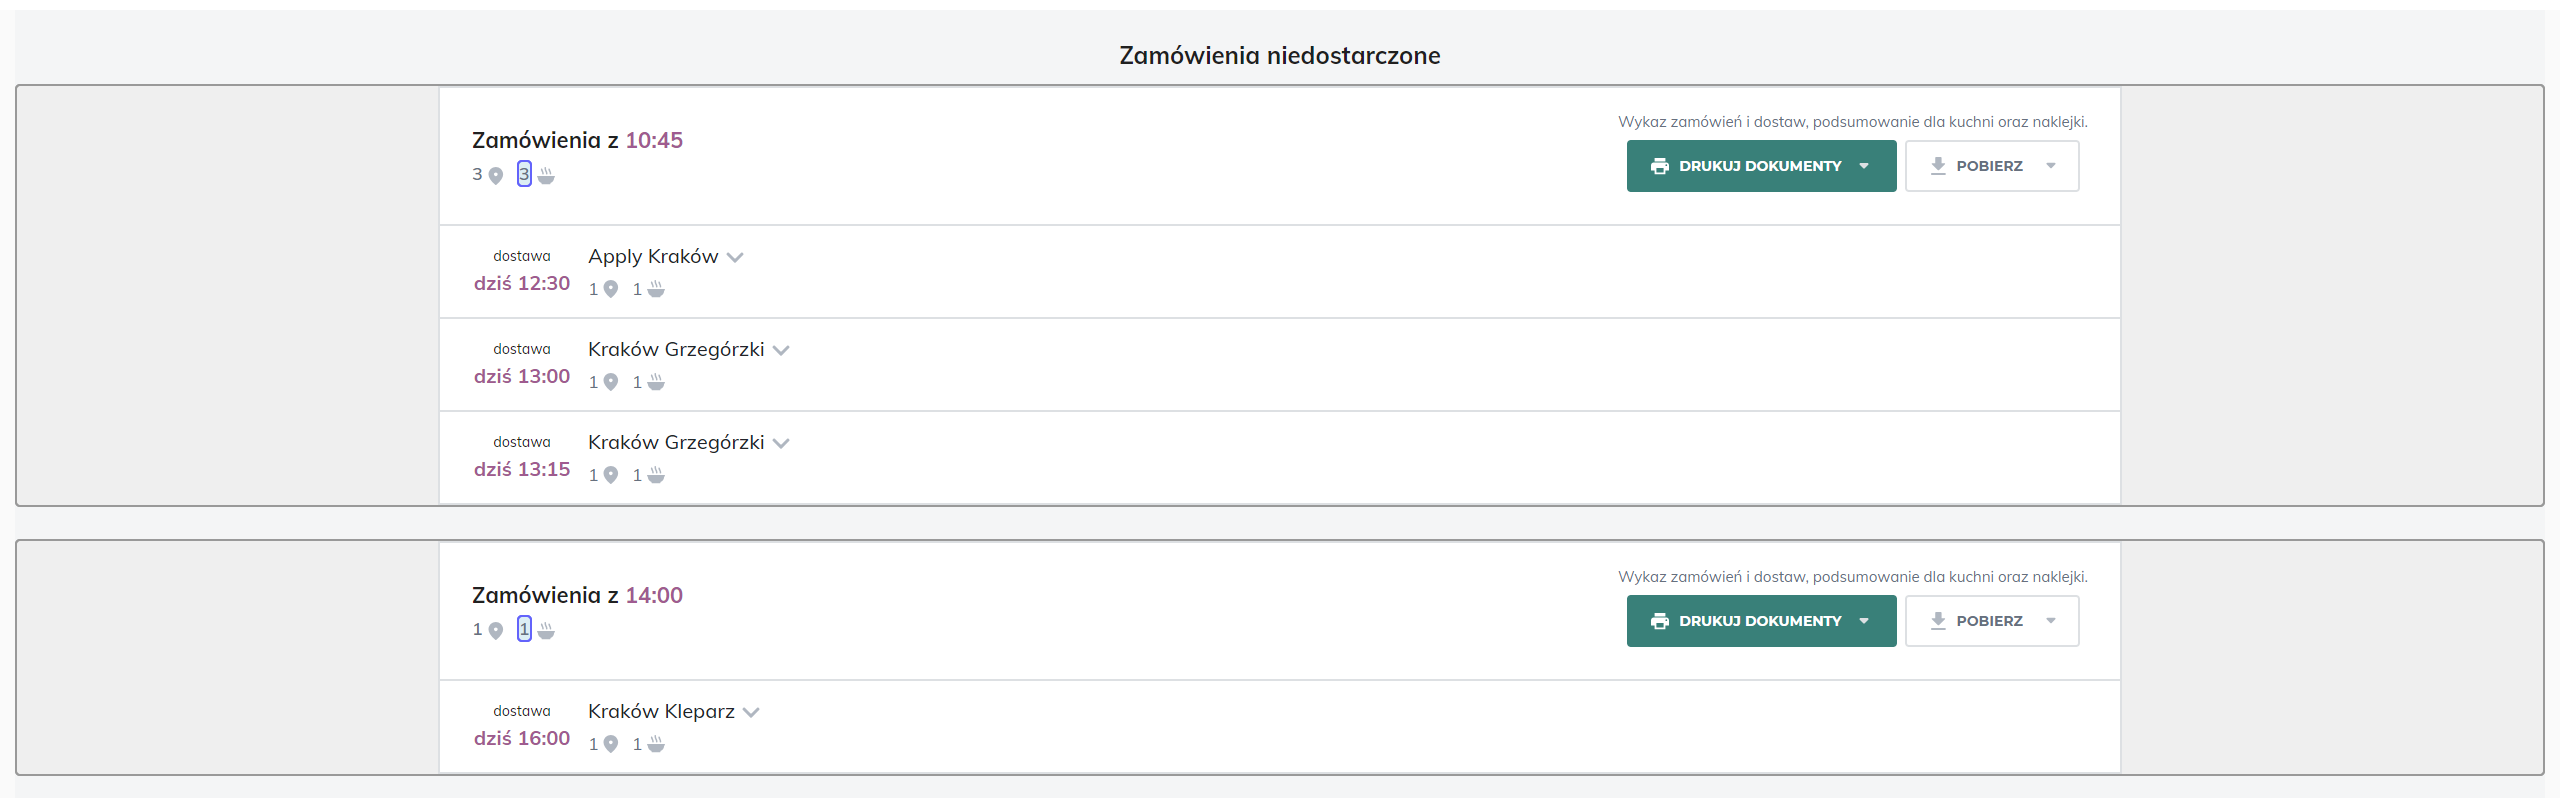 Zamówienia niedostarczone
Zamówienia z 10:45
3 3
Wykaz zamówień i dostaw, podsumowanie dla kuchni oraz naklejki.
DRUKUJ DOKUMENTY POBIERZ
dostawa Apply Kraków
dziś 12:30 1 1
dostawa Kraków Grzegórzki
dziś 13:00 1 1
dostawa Kraków Grzegórzki
dziś 13:15 1 1
Zamówienia z 14:00
1 1
Wykaz zamówień i dostaw, podsumowanie dla kuchni oraz naklejki.
DRUKUJ DOKUMENTY POBIERZ
dostawa Kraków Kleparz
dziś 16:00 1 1